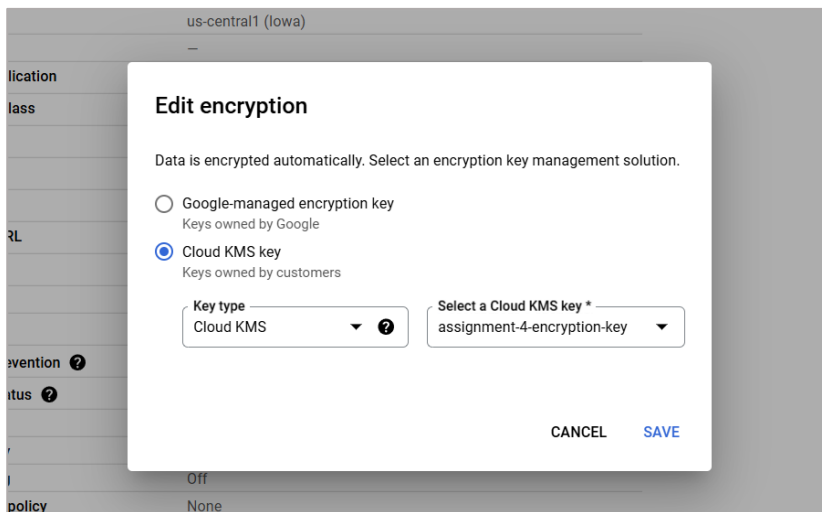 us-central1 (Iowa)
—
lication
lass
Edit encryption
Data is encrypted automatically. Select an encryption key management solution.
Google-managed encryption key
Keys owned by Google
RL
Cloud KMS key
Keys owned by customers
Key type
Select a Cloud KMS key *
Cloud KMS
assignment-4-encryption-key
evention
atus
CANCEL
SAVE
Off
policy
None